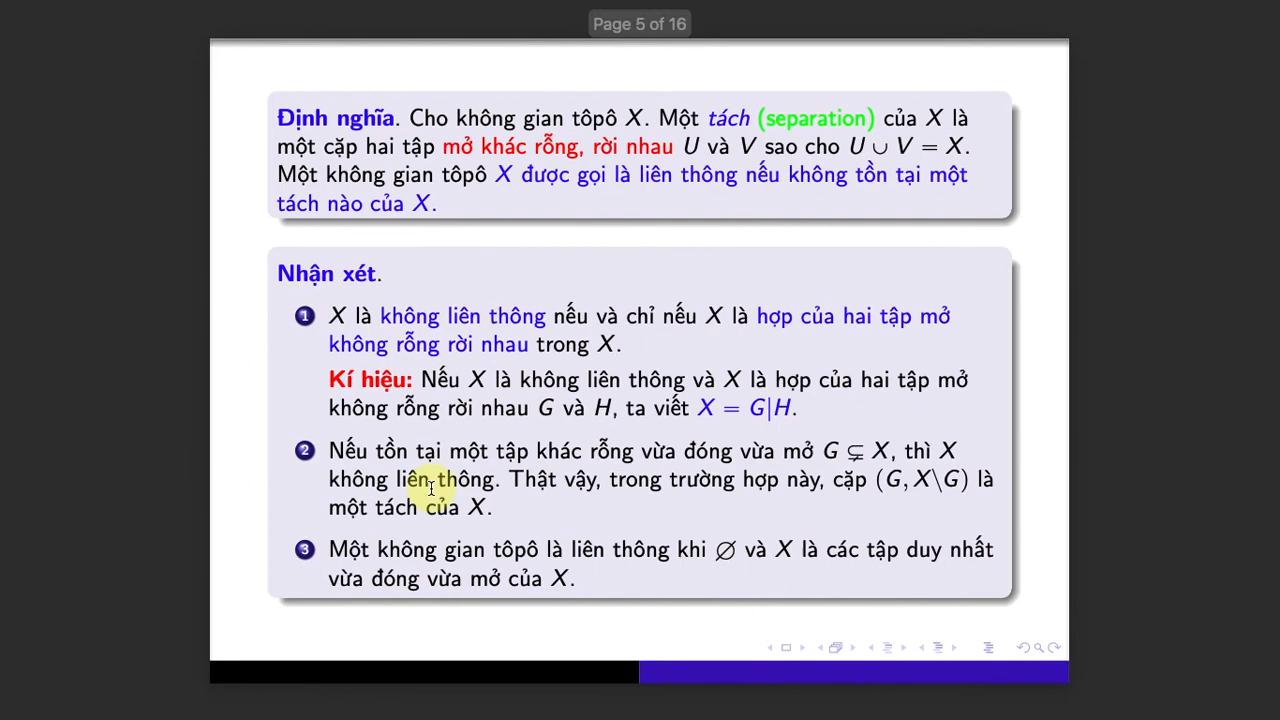 Page 5 of 16
Định nghĩa. Cho không gian tôpô X. Một tách (separation) của X là
một cặp hai tập mở khác rỗng, rời nhau U và V sao cho U ∪ V = X.
Một không gian tôpô X được gọi là liên thông nếu không tồn tại một
tách nào của X.
Nhận xét.
1 X là không liên thông nếu và chỉ nếu X là hợp của hai tập mở
không rỗng rời nhau trong X.
Kí hiệu: Nếu X là không liên thông và X là hợp của hai tập mở
không rỗng rời nhau G và H, ta viết X = G|H.
2 Nếu tồn tại một tập khác rỗng vừa đóng vừa mở G ⊊ X, thì X
không liên thông. Thật vậy, trong trường hợp này, cặp (G, X\G) là
một tách của X.
3 Một không gian tôpô là liên thông khi ∅ và X là các tập duy nhất
vừa đóng vừa mở của X.